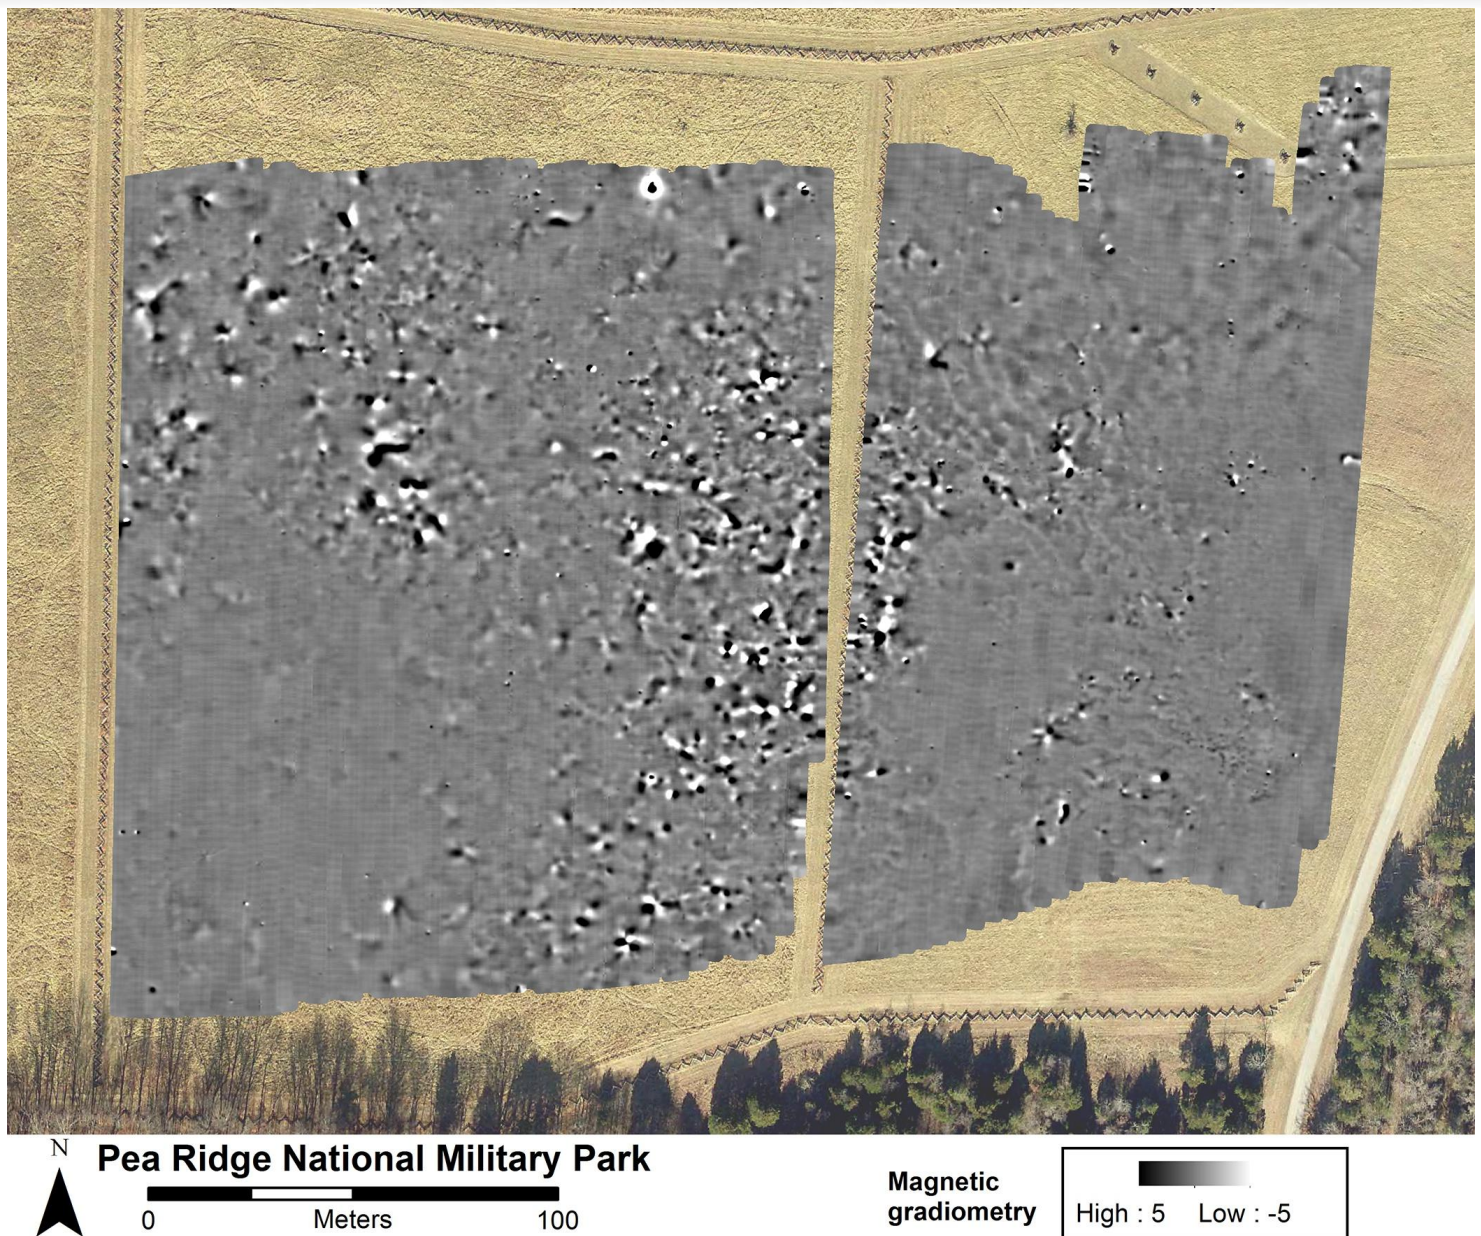 N
Pea Ridge National Military Park
0 Meters 100
Magnetic
gradiometry
High : 5 Low : -5